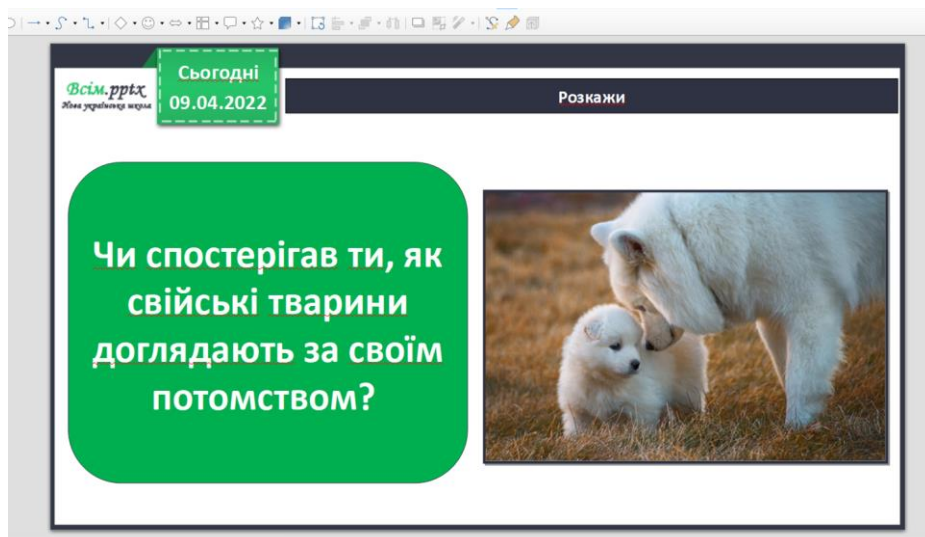 Всім.pptx
Нова українська школа
Сьогодні
09.04.2022
Розкажи
Чи спостерігав ти, як
свійські тварини
доглядають за своїм
потомством?